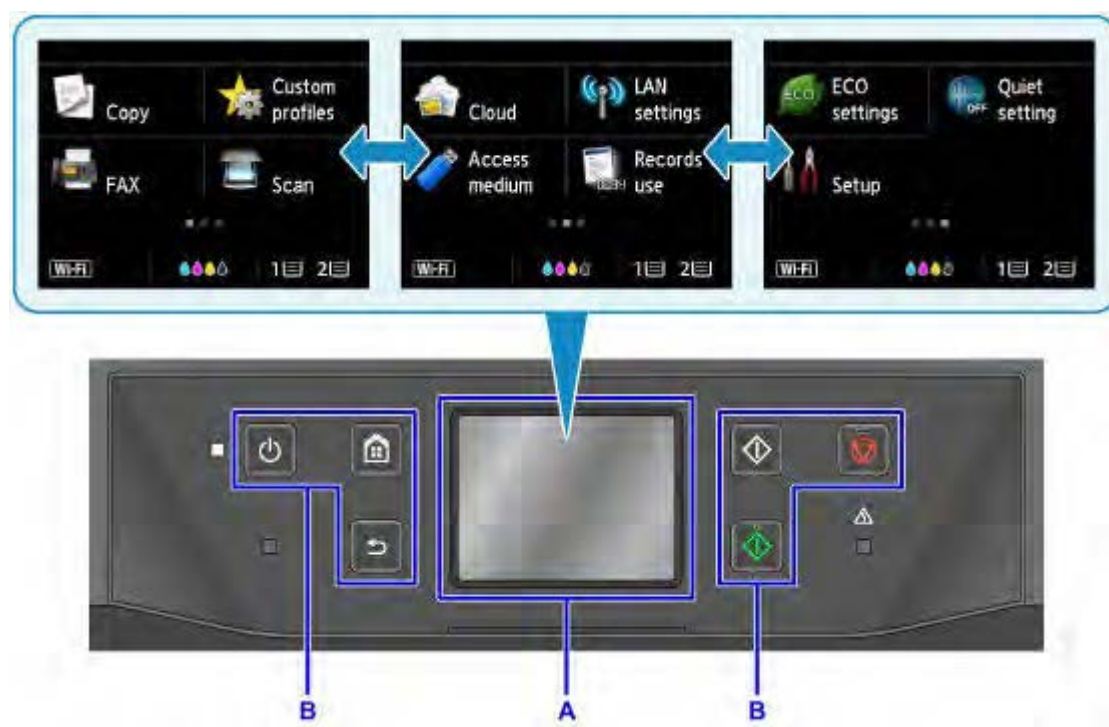 Copy
Custom
profiles
FAX
Scan
Wi-Fi
1 2
Cloud
LAN
settings
Access
medium
Records
use
Wi-Fi
1 2
ECO
ECO
settings
OFF
Quiet
setting
Setup
Wi-Fi
1 2
B
A
B